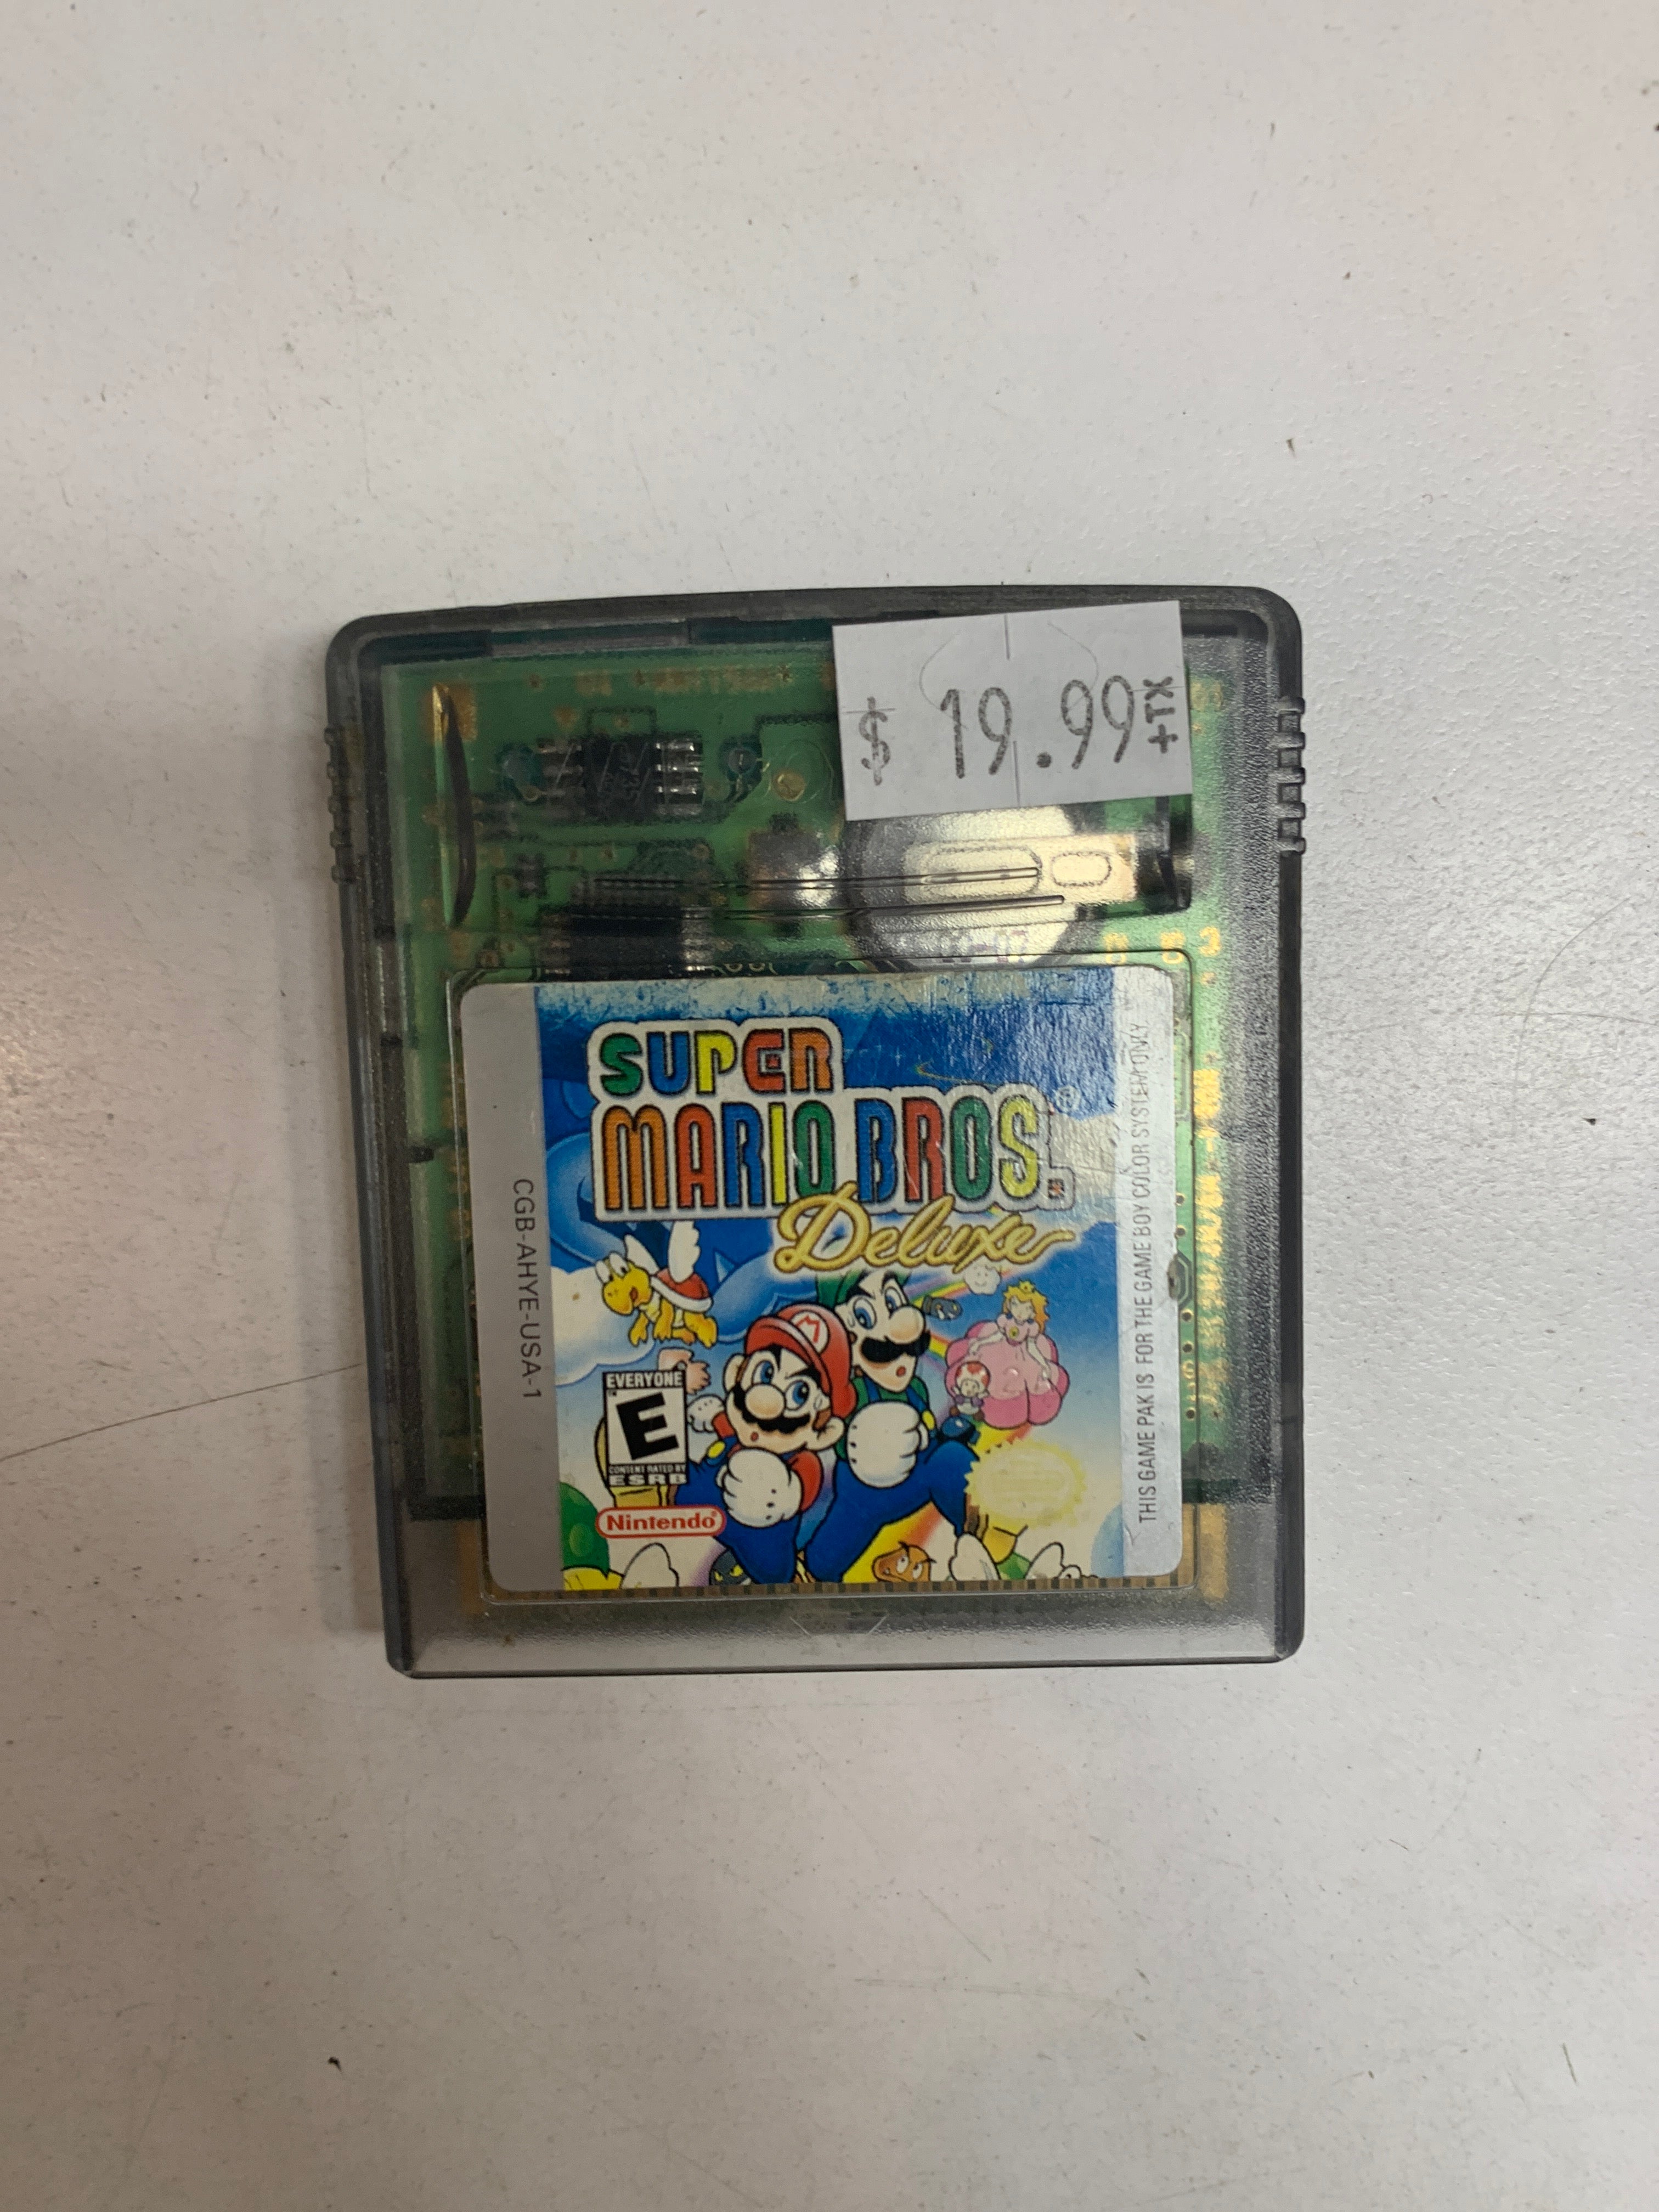 $ 19.99 +TX
SUPER
MARIO BROS.
Deluxe
CGB-AHYE-USA-1
THIS GAME PAK IS FOR THE GAME BOY COLOR SYSTEM ONLY.
M
EVERYONE
E
CONTENT RATED BY
ESRB
Nintendo®